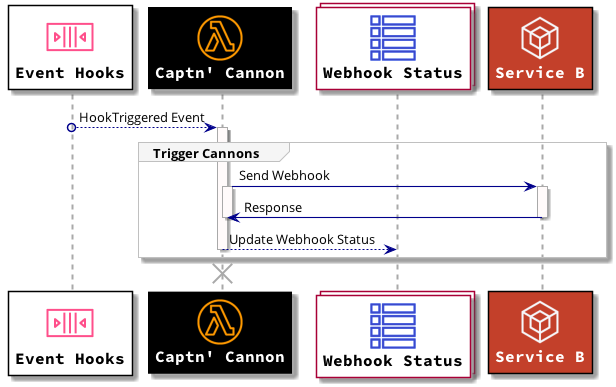 Event Hooks
Captn' Cannon
Webhook Status
Service B
HookTriggered Event
Trigger Cannons
Send Webhook
Response
Update Webhook Status
Event Hooks
Captn' Cannon
Webhook Status
Service B